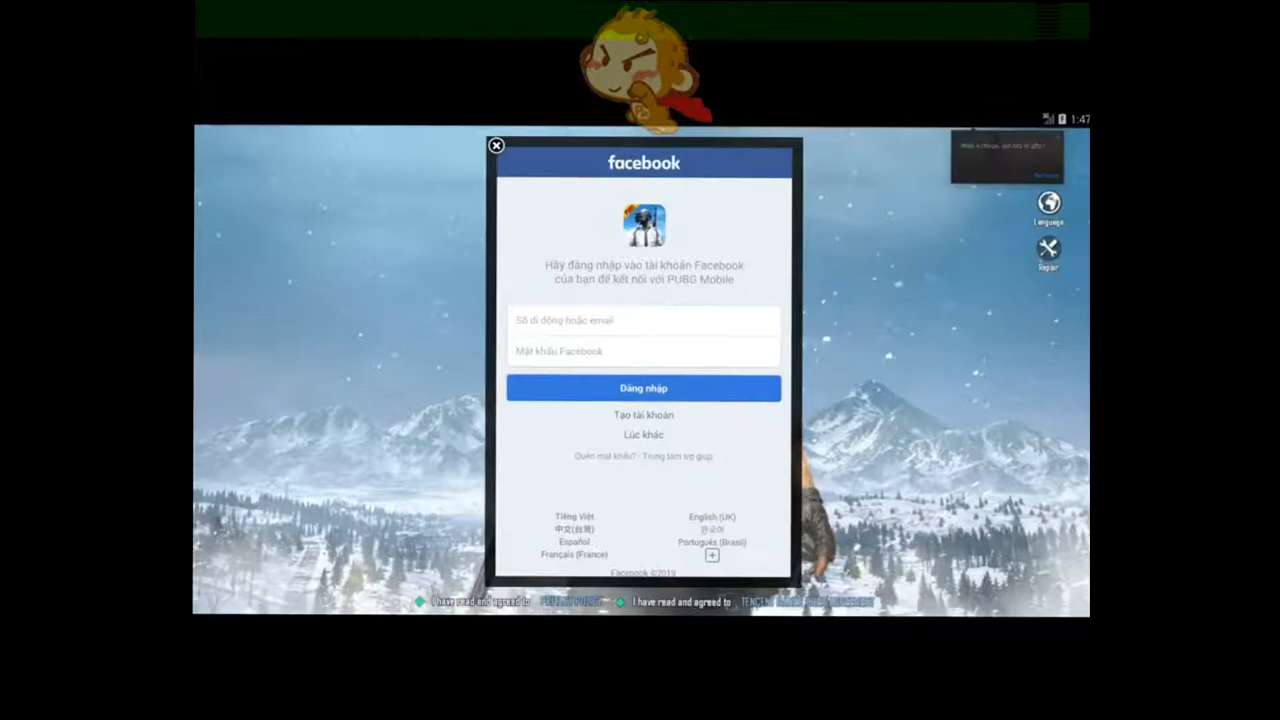 1:47
facebook
Language
Repair
Hãy đăng nhập vào tài khoản Facebook
của bạn để kết nối với PUBG Mobile
Số di động hoặc email
Mật khẩu Facebook
Đăng nhập
Tạo tài khoản
Lúc khác
Quên mật khẩu? · Trung tâm trợ giúp
Tiếng Việt
English (UK)
中文(台灣)
한국어
Español
Português (Brasil)
Français (France)
Facebook ©2019
I have read and agreed to PRIVACY POLICY
I have read and agreed to TENCENT